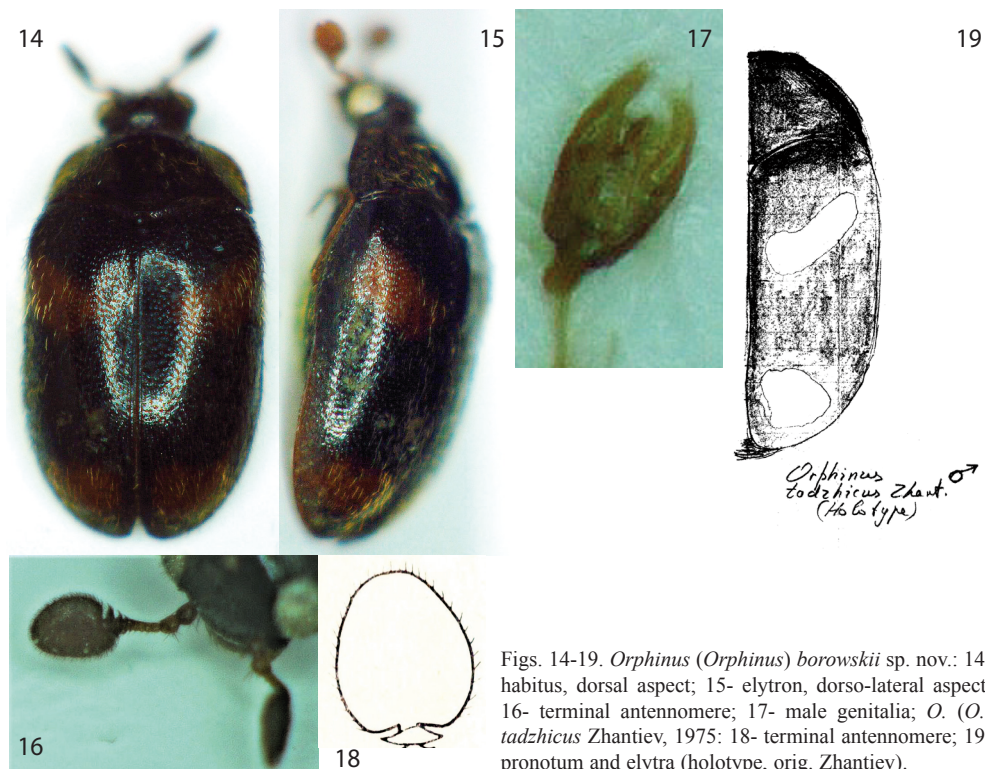 14
15
17
19
Orphinus
tadzhicus Zhant. ♂
(Holotype)
16
18
Figs. 14-19. Orphinus (Orphinus) borowskii sp. nov.: 14
habitus, dorsal aspect; 15- elytron, dorso-lateral aspect
16- terminal antennomere; 17- male genitalia; O. (O.
tadzhicus Zhantiev, 1975: 18- terminal antennomere; 19
pronotum and elytra (holotype, orig. Zhantiev).